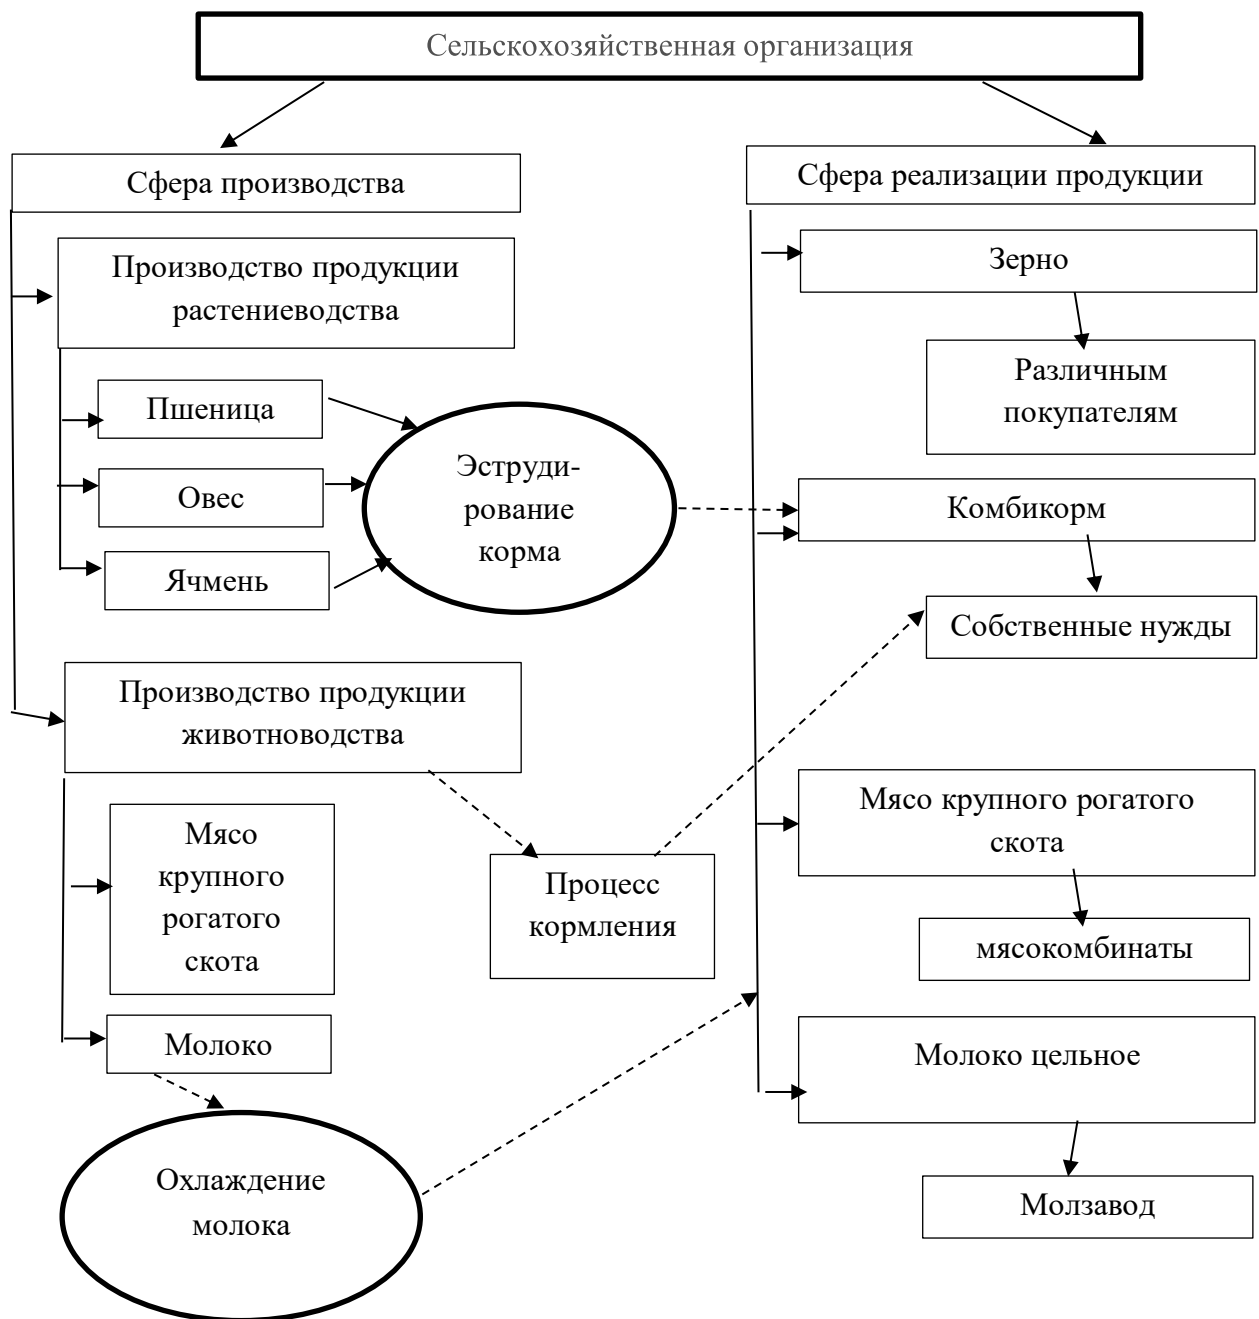 Сельскохозяйственная организация
Сфера производства
Сфера реализации продукции
Производство продукции
растениеводства
Зерно
Различным
покупателям
Пшеница
Овес
Ячмень
Эструди-
рование
корма
Комбикорм
Собственные нужды
Производство продукции
животноводства
Мясо
крупного
рогатого
скота
Процесс
кормления
Мясо крупного рогатого
скота
мясокомбинаты
Молоко
Молоко цельное
Охлаждение
молока
Молзавод